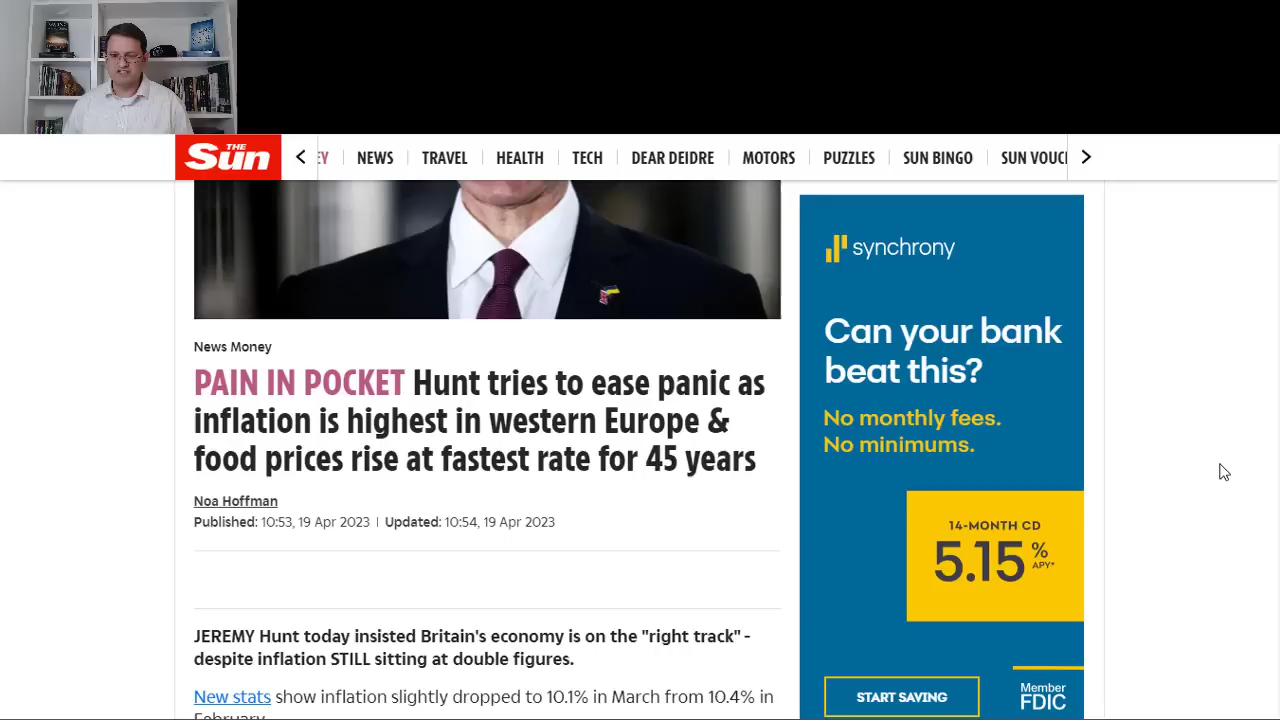 THE
Sun
EY
NEWS
TRAVEL
HEALTH
TECH
DEAR DEIDRE
MOTORS
PUZZLES
SUN BINGO
SUN VOUC
News Money
PAIN IN POCKET Hunt tries to ease panic as
inflation is highest in western Europe &
food prices rise at fastest rate for 45 years
Noa Hoffman
Published: 10:53, 19 Apr 2023 | Updated: 10:54, 19 Apr 2023
JEREMY Hunt today insisted Britain's economy is on the "right track" -
despite inflation STILL sitting at double figures.
New stats show inflation slightly dropped to 10.1% in March from 10.4% in
February
synchrony
Can your bank
beat this?
No monthly fees.
No minimums.
14-MONTH CD
5.15 %
APY*
START SAVING
Member
FDIC